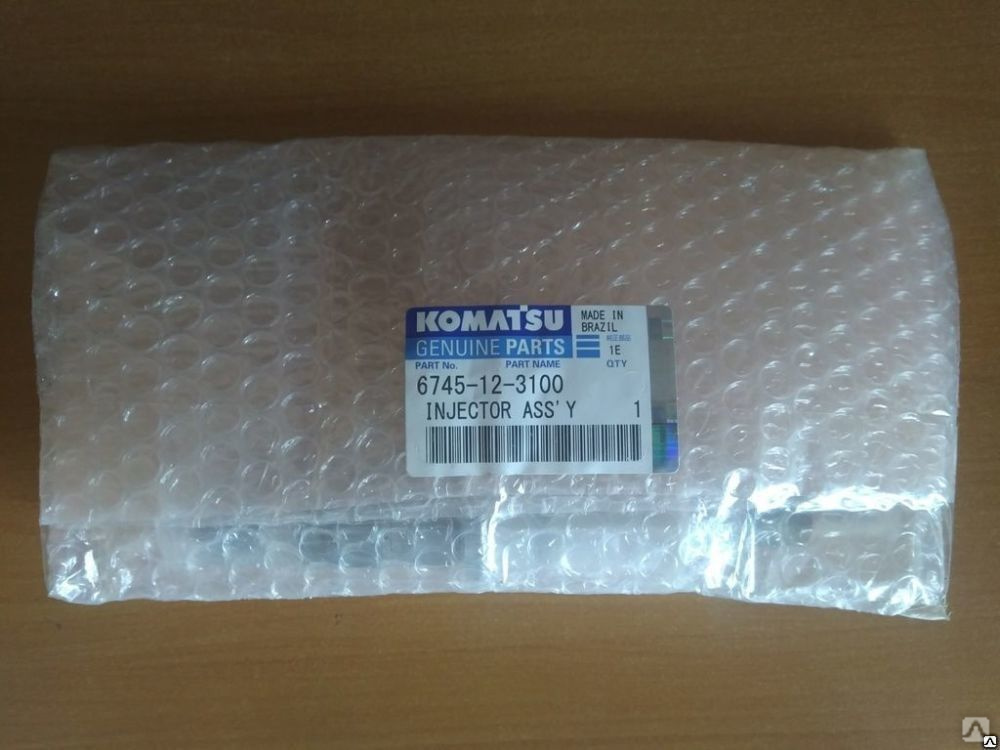 KOMATSU
MADE IN
BRAZIL
GENUINE PARTS
1E
PART No.
PART NAME
QTY
6745-12-3100
INJECTOR ASS'Y
1